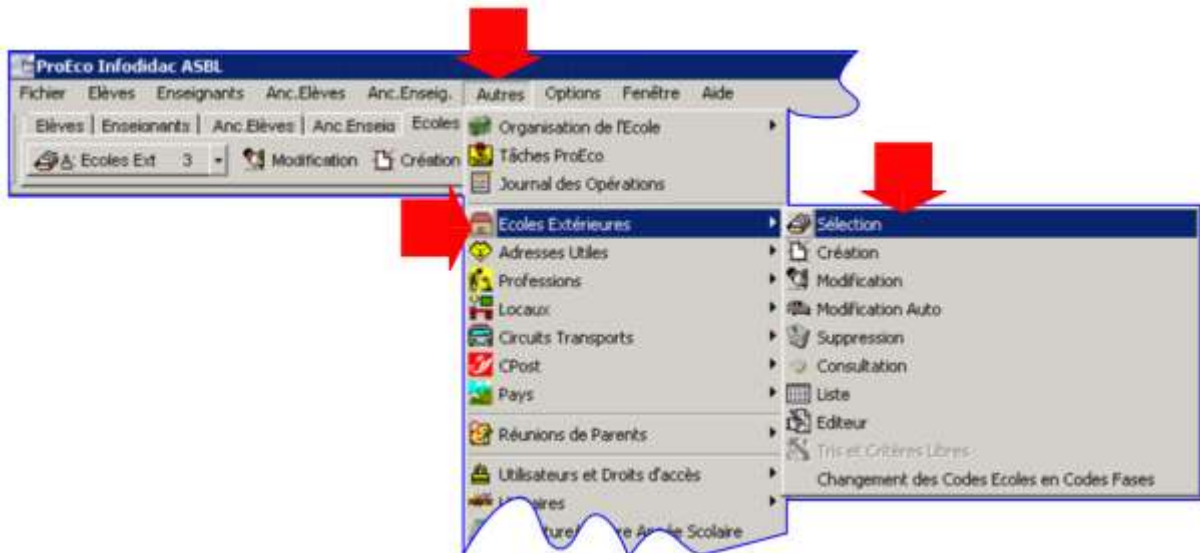 ProEco Infodidac ASBL
Fichier Elèves Enseignants Anc.Elèves Anc.Enseig. Autres Options Fenêtre Aide
Elèves Enseignants Anc.Elèves Anc.Enseig Ecoles
A: Ecoles Ext 3 Modification Création
Organisation de l'Ecole
Tâches ProEco
Journal des Opérations
Ecoles Extérieures
Adresses Utiles
Professions
Locaux
Circuits Transports
CPost
Pays
Réunions de Parents
Utilisateurs et Droits d'accès
Année Scolaire
Sélection
Création
Modification
Modification Auto
Suppression
Consultation
Liste
Editeur
Tris et Critères Libres
Changement des Codes Ecoles en Codes Fases